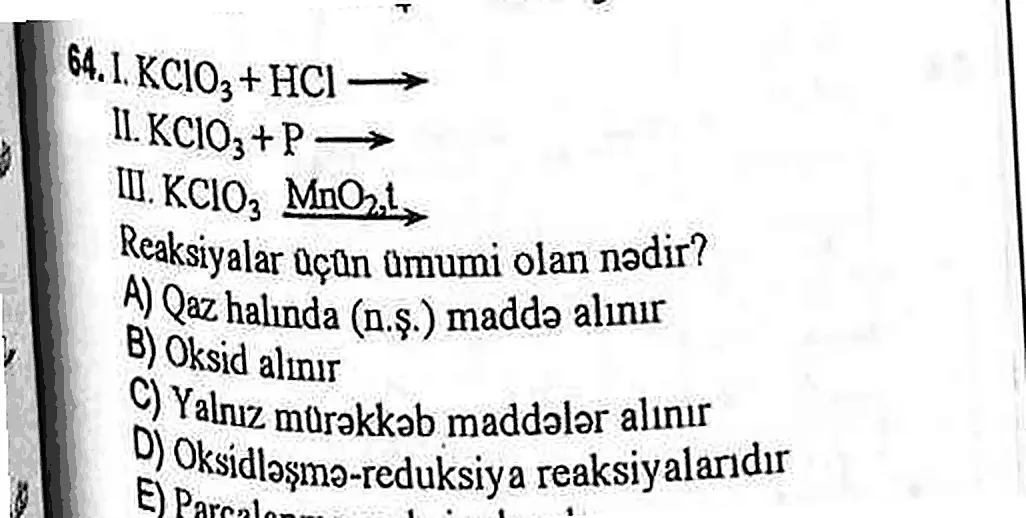 64. I. KClO₃ + HCl ⟶
II. KClO₃ + P ⟶
III. KClO₃ MnO₂,t⟶
Reaksiyalar üçün ümumi olan nədir?
A) Qaz halında (n.ş.) maddə alınır
B) Oksid alınır
C) Yalnız mürəkkəb maddələr alınır
D) Oksidləşmə-reduksiya reaksiyalarıdır
E)